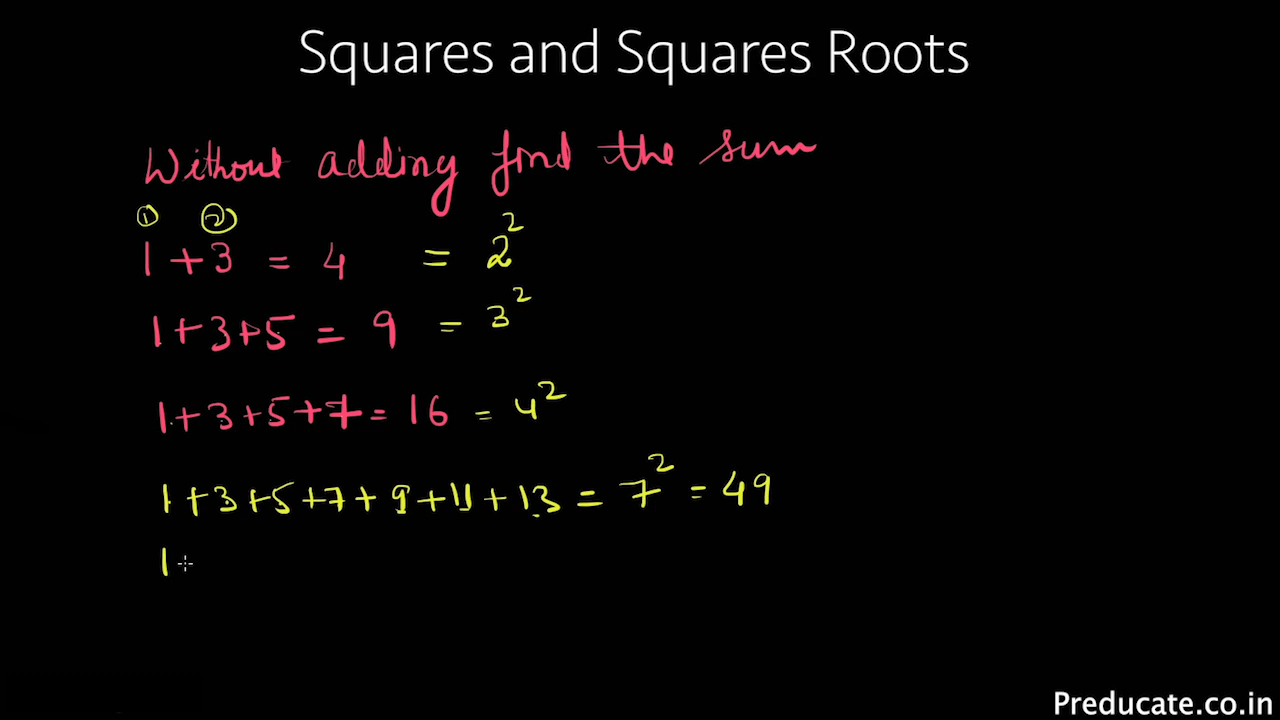 Squares and Squares Roots
Without adding find the sum
① ②
1 + 3 = 4 = 2²
1 + 3 + 5 = 9 = 3²
1 + 3 + 5 + 7 = 16 = 4²
1 + 3 + 5 + 7 + 9 + 11 + 13 = 7² = 49
1
Preducate.co.in